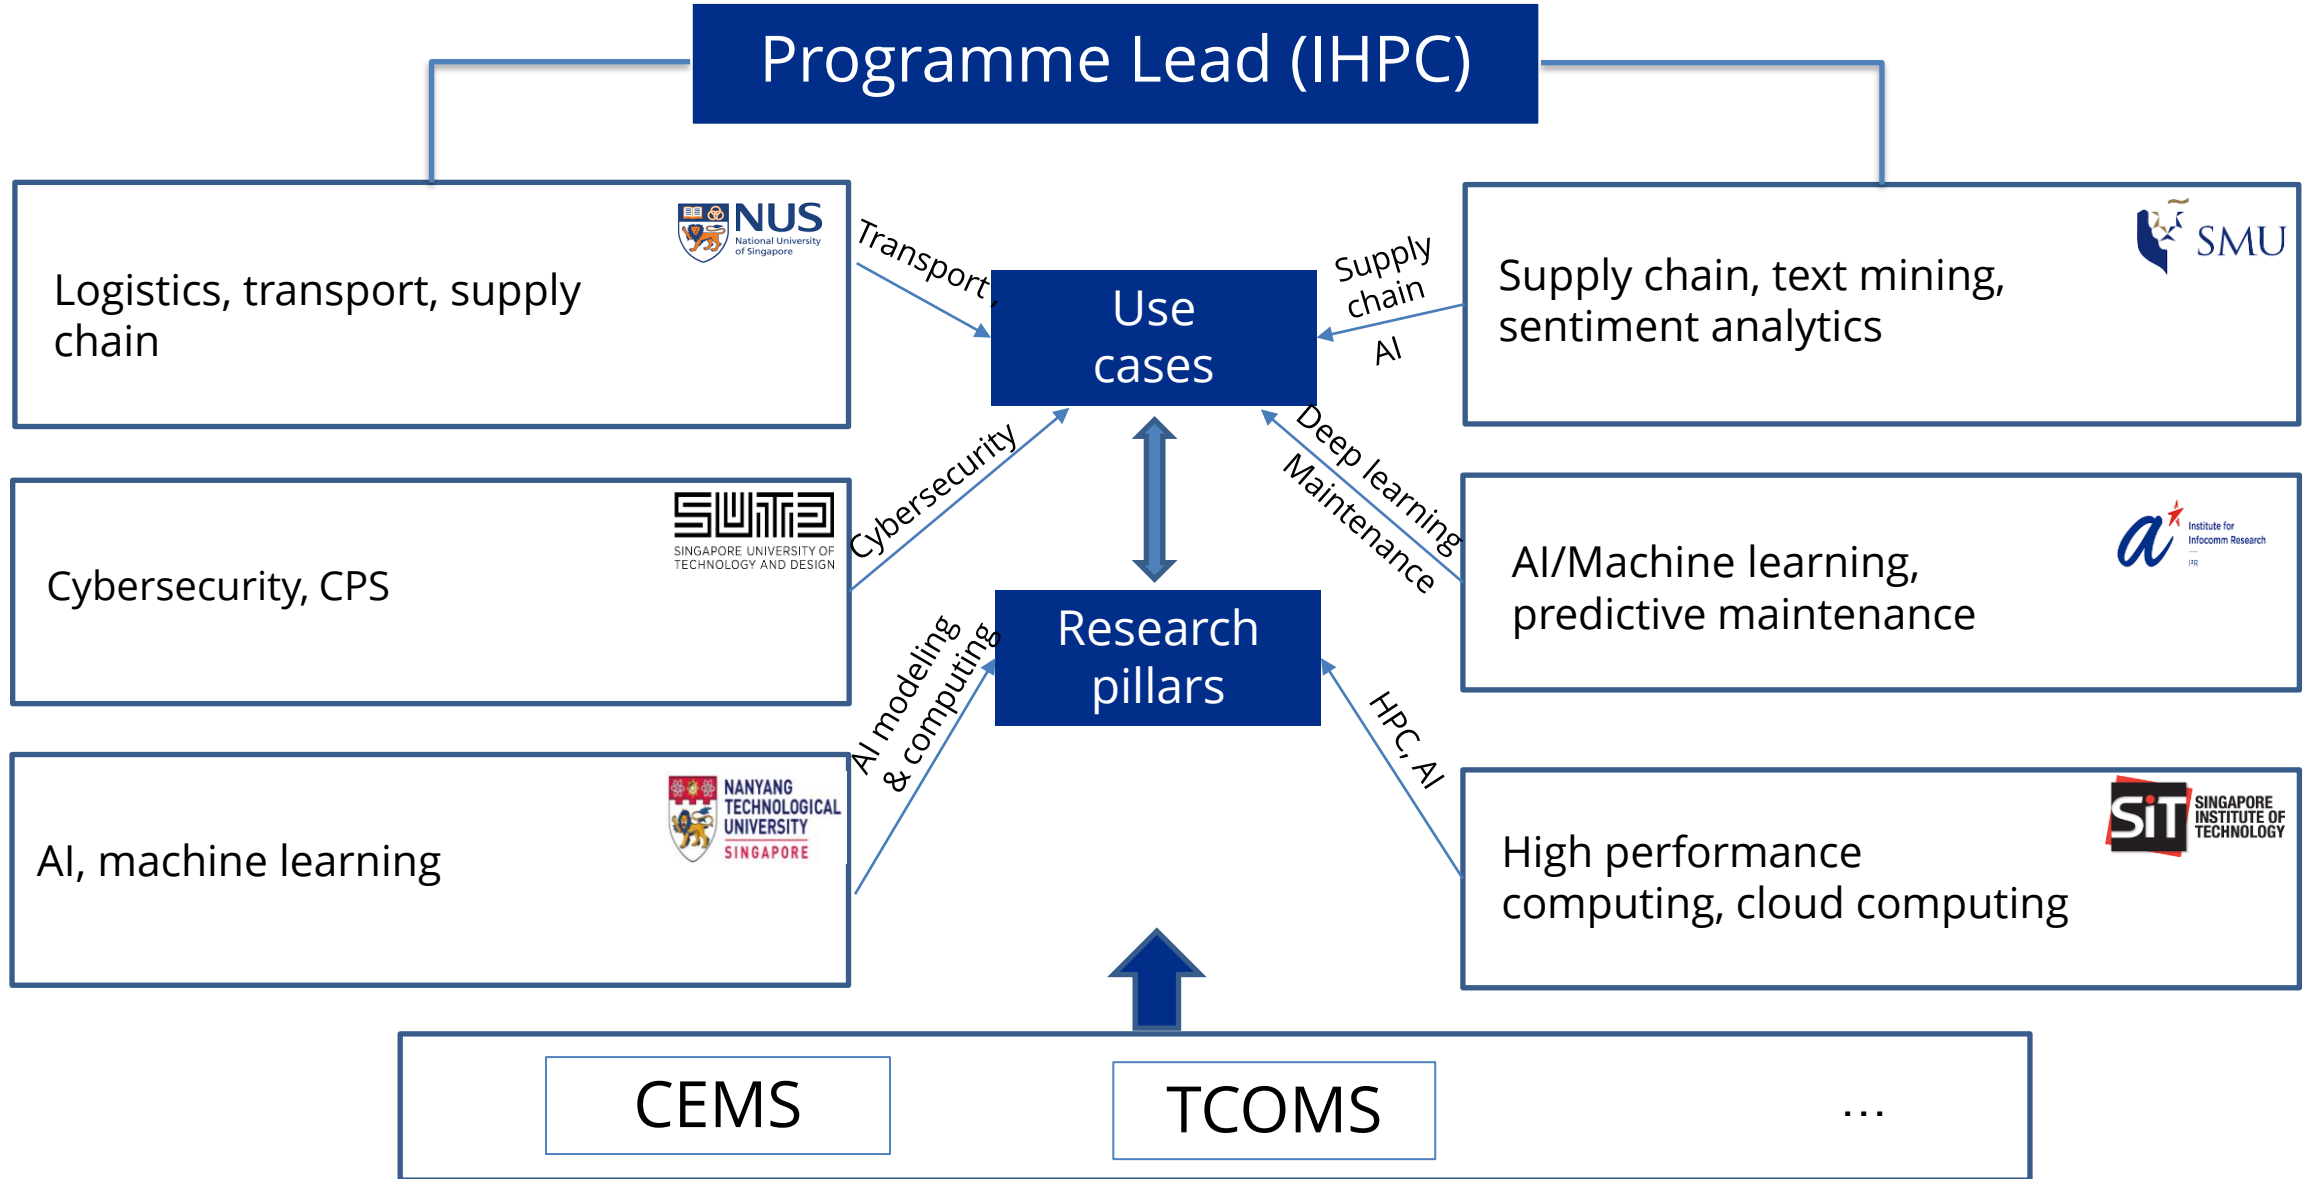 Programme Lead (IHPC)
NUS
National University
of Singapore
Logistics, transport, supply
chain
Transport ,
Use
cases
Supply
chain
AI
SMU
Supply chain, text mining,
sentiment analytics
SUTD
SINGAPORE UNIVERSITY OF
TECHNOLOGY AND DESIGN
Cybersecurity, CPS
Cybersecurity
Deep learning
Maintenance
Institute for
Infocomm Research
I²R
AI/Machine learning,
predictive maintenance
Research
pillars
NANYANG
TECHNOLOGICAL
UNIVERSITY
SINGAPORE
AI, machine learning
AI modeling
& computing
HPC, AI
SiT
SINGAPORE
INSTITUTE OF
TECHNOLOGY
High performance
computing, cloud computing
CEMS
TCOMS
...